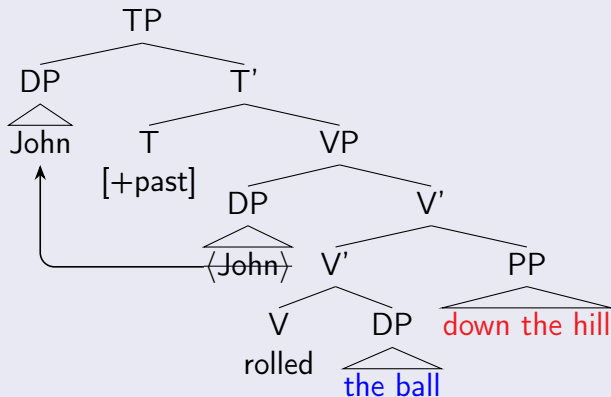 TP
DP T'
John T VP
[+past] DP V'
⟨John⟩ V' PP
V DP down the hill
rolled the ball